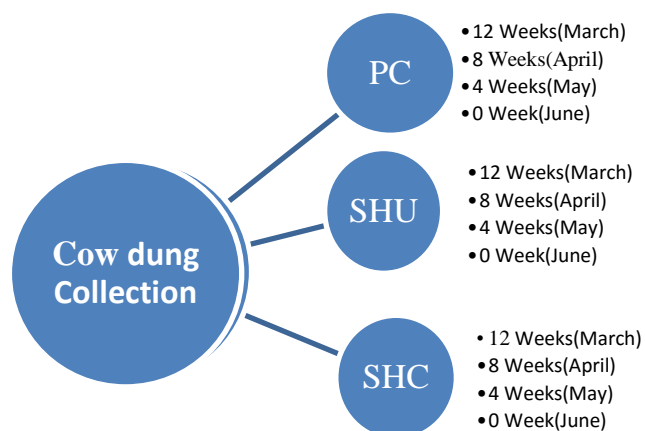 Cow dung
Collection
PC
•12 Weeks(March)
•8 Weeks(April)
•4 Weeks(May)
•0 Week(June)
SHU
•12 Weeks(March)
•8 Weeks(April)
•4 Weeks(May)
•0 Week(June)
SHC
• 12 Weeks(March)
•8 Weeks(April)
•4 Weeks(May)
•0 Week(June)